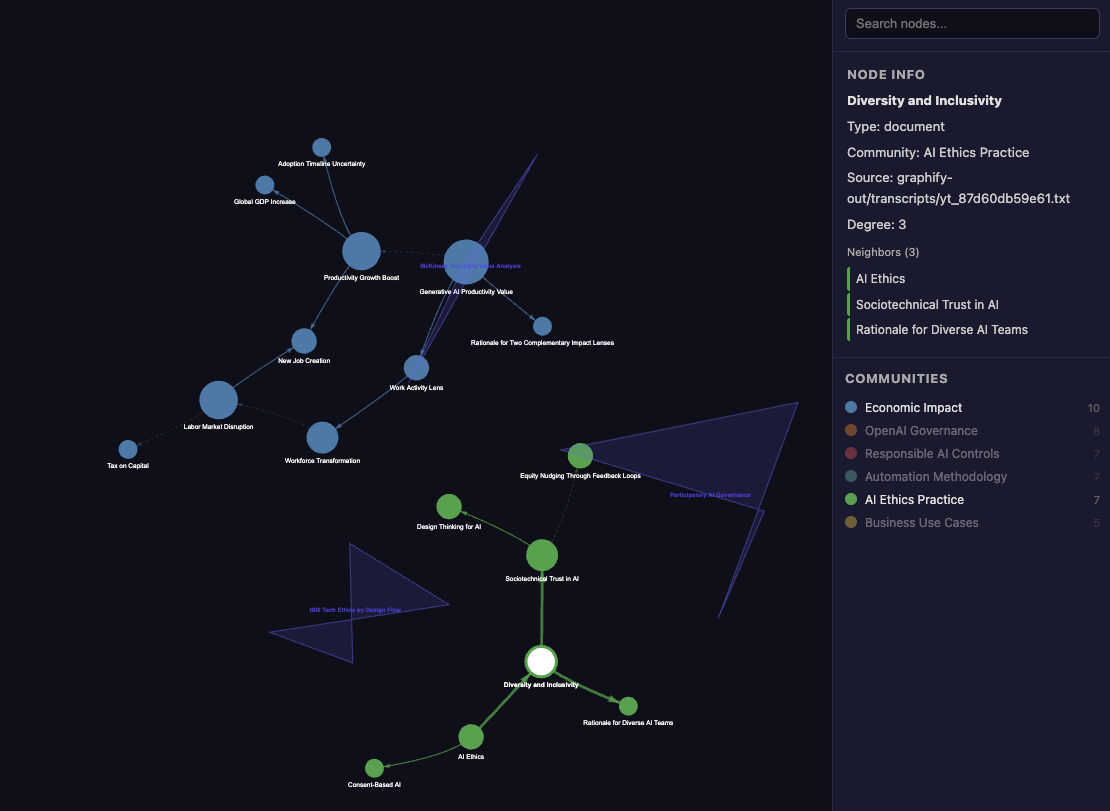 Search nodes...
NODE INFO
Diversity and Inclusivity
Type: document
Community: AI Ethics Practice
Source: graphify-
out/transcripts/yt_87d60db59e61.txt
Degree: 3
Neighbors (3)
AI Ethics
Sociotechnical Trust in AI
Rationale for Diverse AI Teams
COMMUNITIES
Economic Impact 10
OpenAI Governance 8
Responsible AI Controls 7
Automation Methodology 7
AI Ethics Practice 7
Business Use Cases 5
Adoption Timeline Uncertainty
Global GDP Increase
Productivity Growth Boost
McKinsey Two-Lens Value Analysis
Generative AI Productivity Value
Rationale for Two Complementary Impact Lenses
New Job Creation
Work Activity Lens
Labor Market Disruption
Workforce Transformation
Tax on Capital
Equity Nudging Through Feedback Loops
Participatory AI Governance
Design Thinking for AI
Sociotechnical Trust in AI
IBM Tech Ethics by Design Flow
Diversity and Inclusivity
Rationale for Diverse AI Teams
AI Ethics
Consent-Based AI